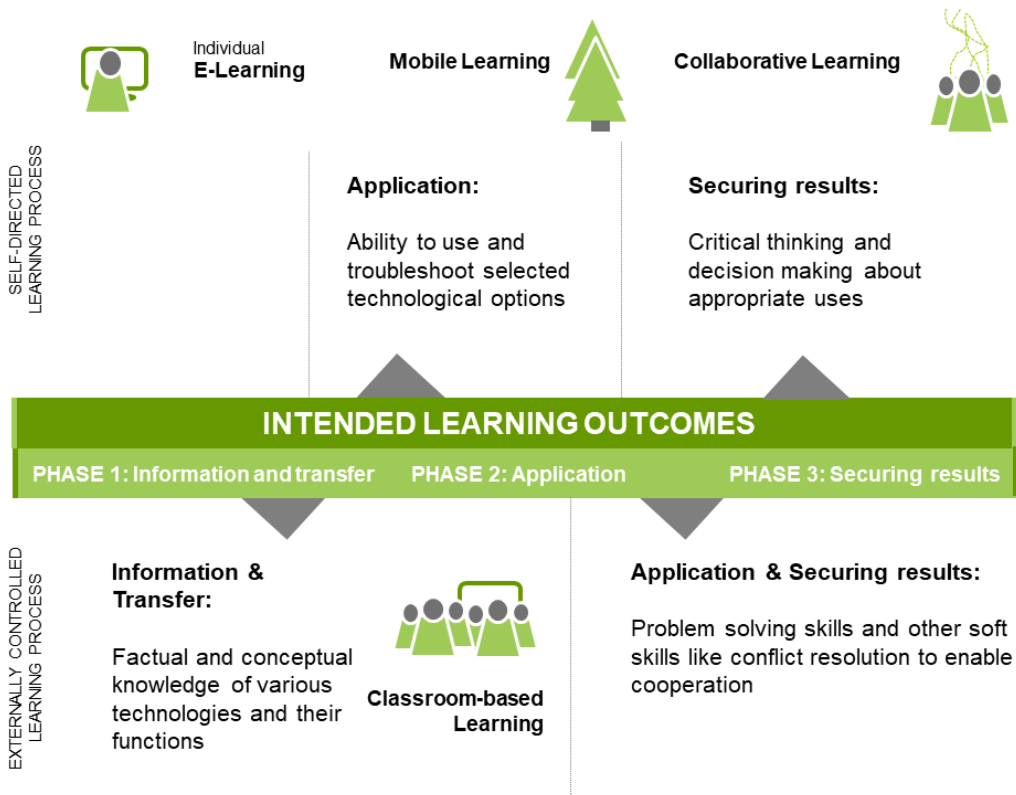 Individual
E-Learning
Mobile Learning
Collaborative Learning
SELF-DIRECTED
LEARNING PROCESS
Application:
Ability to use and
troubleshoot selected
technological options
Securing results:
Critical thinking and
decision making about
appropriate uses
INTENDED LEARNING OUTCOMES
PHASE 1: Information and transfer
PHASE 2: Application
PHASE 3: Securing results
EXTERNALLY CONTROLLED
LEARNING PROCESS
Information &
Transfer:
Factual and conceptual
knowledge of various
technologies and their
functions
Classroom-based
Learning
Application & Securing results:
Problem solving skills and other soft
skills like conflict resolution to enable
cooperation